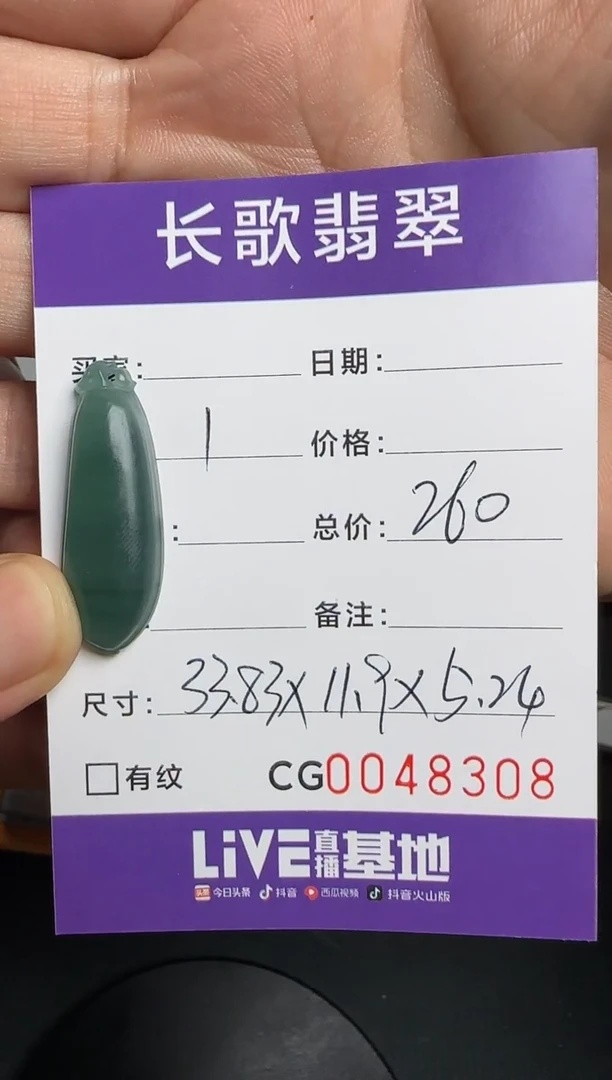 长歌翡翠
买家: 日期:
1 价格:
: 总价: 260
备注:
尺寸: 33.83X11.9X5.24
有纹 CG0048308
LiVE直播基地
头条 今日头条 抖音 西瓜视频 抖音火山版